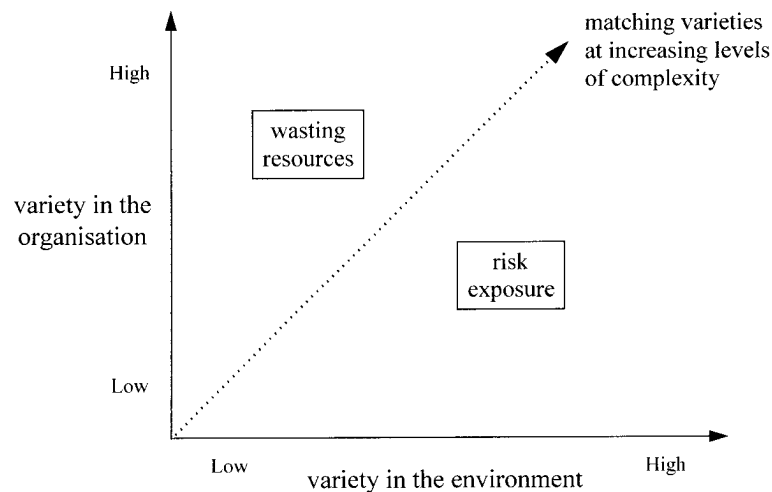 matching varieties
at increasing levels
of complexity
High
wasting
resources
variety in the
organisation
risk
exposure
Low
Low
High
variety in the environment